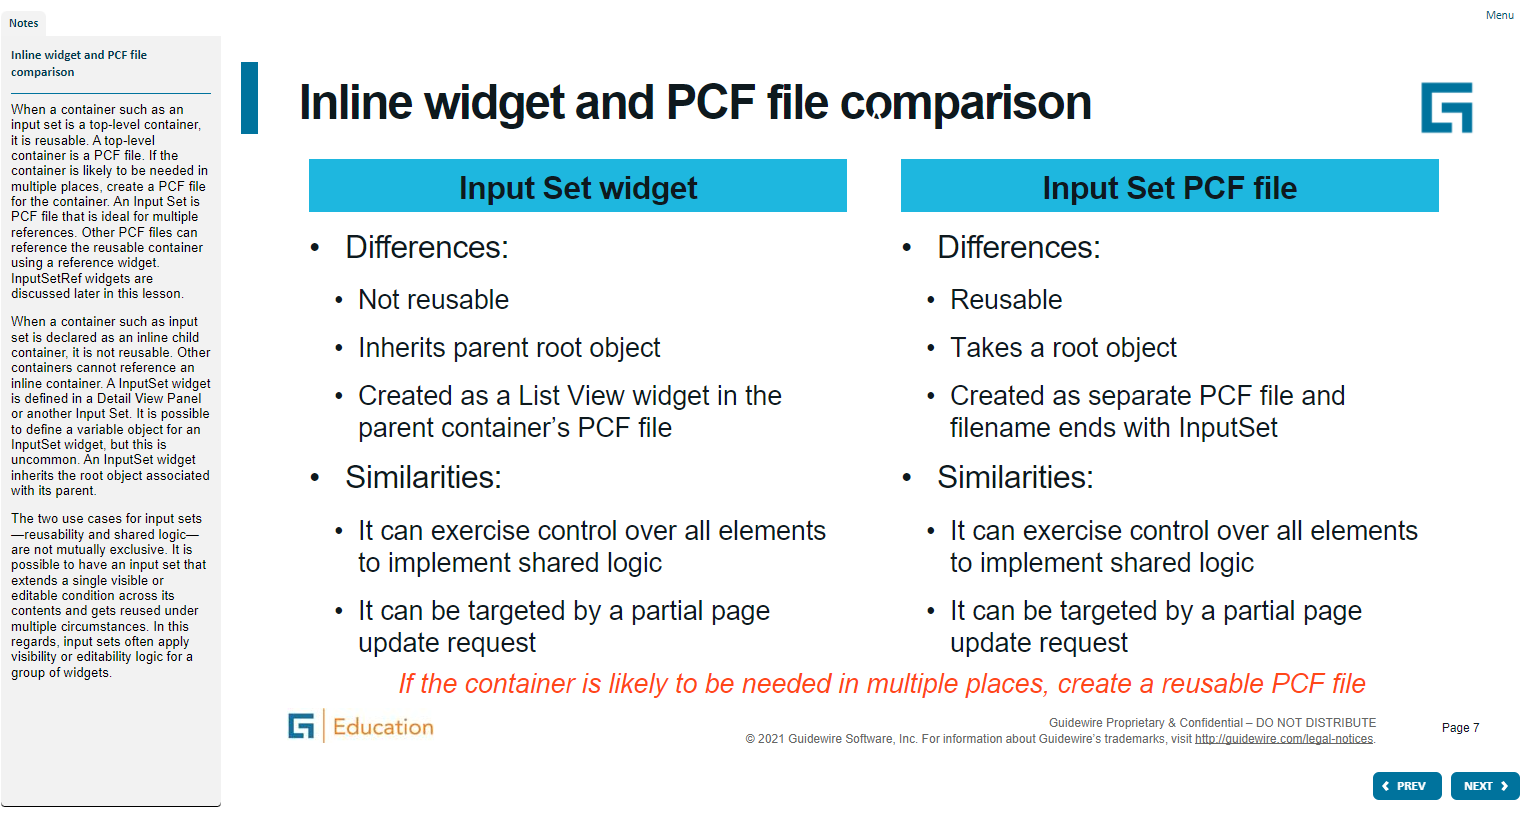 Notes
Menu
Inline widget and PCF file
comparison
When a container such as an
input set is a top-level container,
it is reusable. A top-level
container is a PCF file. If the
container is likely to be needed in
multiple places, create a PCF file
for the container. An Input Set is
PCF file that is ideal for multiple
references. Other PCF files can
reference the reusable container
using a reference widget.
InputSetRef widgets are
discussed later in this lesson.
When a container such as input
set is declared as an inline child
container, it is not reusable. Other
containers cannot reference an
inline container. A InputSet widget
is defined in a Detail View Panel
or another Input Set. It is possible
to define a variable object for an
InputSet widget, but this is
uncommon. An InputSet widget
inherits the root object associated
with its parent.
The two use cases for input sets
—reusability and shared logic—
are not mutually exclusive. It is
possible to have an input set that
extends a single visible or
editable condition across its
contents and gets reused under
multiple circumstances. In this
regards, input sets often apply
visibility or editability logic for a
group of widgets.
Inline widget and PCF file comparison
Input Set widget
• Differences:
• Not reusable
• Inherits parent root object
• Created as a List View widget in the
parent container’s PCF file
• Similarities:
• It can exercise control over all elements
to implement shared logic
• It can be targeted by a partial page
update request
Input Set PCF file
• Differences:
• Reusable
• Takes a root object
• Created as separate PCF file and
filename ends with InputSet
• Similarities:
• It can exercise control over all elements
to implement shared logic
• It can be targeted by a partial page
update request
If the container is likely to be needed in multiple places, create a reusable PCF file
Education
Guidewire Proprietary & Confidential – DO NOT DISTRIBUTE
© 2021 Guidewire Software, Inc. For information about Guidewire’s trademarks, visit http://guidewire.com/legal-notices.
Page 7
PREV
NEXT